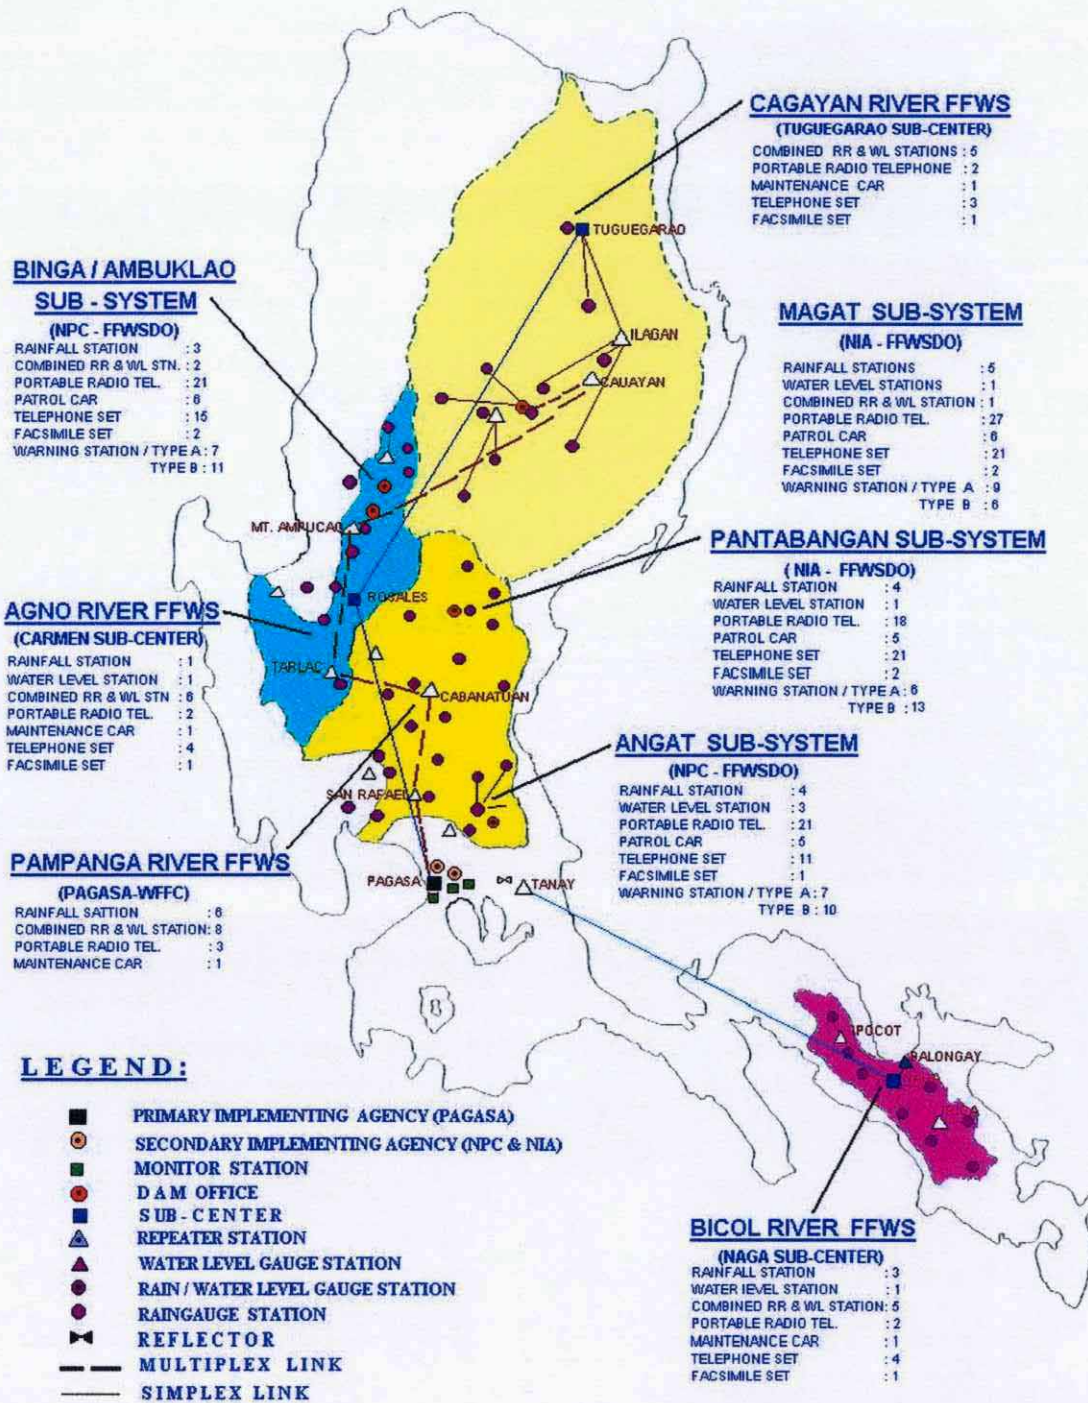 CAGAYAN RIVER FFWS
(TUGUEGARAO SUB-CENTER)
COMBINED RR & WL STATIONS : 5
PORTABLE RADIO TELEPHONE : 2
MAINTENANCE CAR : 1
TELEPHONE SET : 3
FACSIMILE SET : 1
TUGUEGARAO
ILAGAN
CAUAYAN
BINGA / AMBUKLAO
SUB - SYSTEM
(NPC - FFWSDO)
RAINFALL STATION : 3
COMBINED RR & WL STN. : 2
PORTABLE RADIO TEL. : 21
PATROL CAR : 6
TELEPHONE SET : 15
FACSIMILE SET : 2
WARNING STATION / TYPE A : 7
TYPE B : 11
MAGAT SUB-SYSTEM
(NIA - FFWSDO)
RAINFALL STATIONS : 5
WATER LEVEL STATIONS : 1
COMBINED RR & WL STATION : 1
PORTABLE RADIO TEL. : 27
PATROL CAR : 6
TELEPHONE SET : 21
FACSIMILE SET : 2
WARNING STATION / TYPE A : 9
TYPE B : 6
MT. AMPUCAO
ROSALES
TARLAC
CABANATUAN
SAN RAFAEL
PAGASA
TANAY
PANTABANGAN SUB-SYSTEM
( NIA - FFWSDO)
RAINFALL STATION : 4
WATER LEVEL STATION : 1
PORTABLE RADIO TEL. : 18
PATROL CAR : 5
TELEPHONE SET : 21
FACSIMILE SET : 2
WARNING STATION / TYPE A : 6
TYPE B : 13
AGNO RIVER FFWS
(CARMEN SUB-CENTER)
RAINFALL STATION : 1
WATER LEVEL STATION : 1
COMBINED RR & WL STN : 6
PORTABLE RADIO TEL. : 2
MAINTENANCE CAR : 1
TELEPHONE SET : 4
FACSIMILE SET : 1
ANGAT SUB-SYSTEM
(NPC - FFWSDO)
RAINFALL STATION : 4
WATER LEVEL STATION : 3
PORTABLE RADIO TEL. : 21
PATROL CAR : 5
TELEPHONE SET : 11
FACSIMILE SET : 1
WARNING STATION / TYPE A : 7
TYPE B : 10
PAMPANGA RIVER FFWS
(PAGASA-WFFC)
RAINFALL SATTION : 6
COMBINED RR & WL STATION: 8
PORTABLE RADIO TEL. : 3
MAINTENANCE CAR : 1
BALONGAY
BICOL RIVER FFWS
(NAGA SUB-CENTER)
RAINFALL STATION : 3
WATER lEVEL STATION : 1
COMBINED RR & WL STATION: 5
PORTABLE RADIO TEL. : 2
MAINTENANCE CAR : 1
TELEPHONE SET : 4
FACSIMILE SET : 1
LEGEND:
PRIMARY IMPLEMENTING AGENCY (PAGASA)
SECONDARY IMPLEMENTING AGENCY (NPC & NIA)
MONITOR STATION
D A M OFFICE
SUB-CENTER
REPEATER STATION
WATER LEVEL GAUGE STATION
RAIN / WATER LEVEL GAUGE STATION
RAINGAUGE STATION
REFLECTOR
MULTIPLEX LINK
SIMPLEX LINK